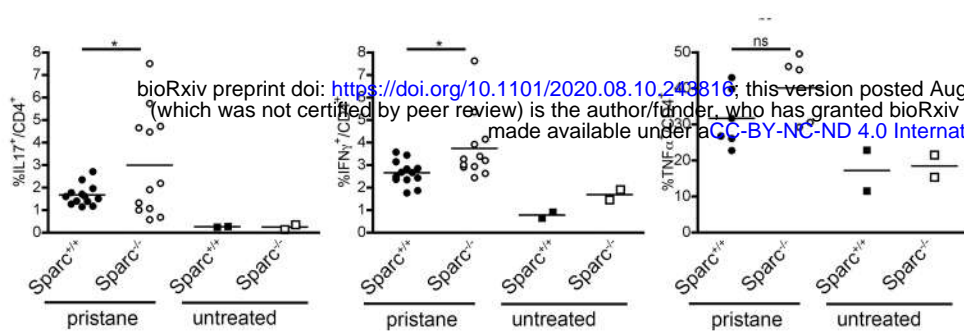 * * ns
8 8 50
7 7
6 6 40
5 5
4 4 30
3 3
2 2 20
1 1 10
0 0 0
%IL17⁺/CD4⁺
%IFNγ⁺/CD4⁺
%TNFα⁺/CD4⁺
bioRxiv preprint doi: https://doi.org/10.1101/2020.08.10.243816; this version posted Aug
(which was not certified by peer review) is the author/funder, who has granted bioRxiv
made available under aCC-BY-NC-ND 4.0 Internat
Sparc⁺/⁺ Sparc⁻/⁻ Sparc⁺/⁺ Sparc⁻/⁻ Sparc⁺/⁺ Sparc⁻/⁻ Sparc⁺/⁺ Sparc⁻/⁻ Sparc⁺/⁺ Sparc⁻/⁻ Sparc⁺/⁺ Sparc⁻/⁻
pristane untreated pristane untreated pristane untreated